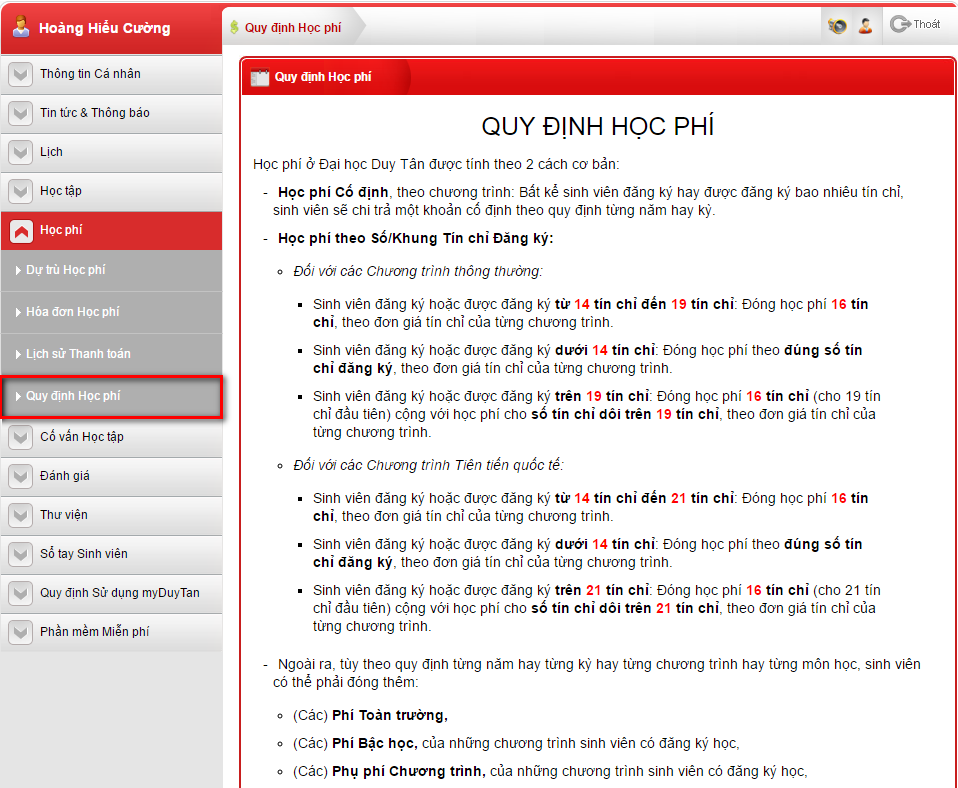 Hoàng Hiếu Cường
Thông tin Cá nhân
Tin tức & Thông báo
Lịch
Học tập
Học phí
Dự trù Học phí
Hóa đơn Học phí
Lịch sử Thanh toán
Quy định Học phí
Cố vấn Học tập
Đánh giá
Thư viện
Sổ tay Sinh viên
Quy định Sử dụng myDuyTan
Phần mềm Miễn phí
Quy định Học phí
Thoát
Quy định Học phí
QUY ĐỊNH HỌC PHÍ
Học phí ở Đại học Duy Tân được tính theo 2 cách cơ bản:
- Học phí Cố định, theo chương trình: Bất kể sinh viên đăng ký hay được đăng ký bao nhiêu tín chỉ,
sinh viên sẽ chi trả một khoản cố định theo quy định từng năm hay kỳ.
- Học phí theo Số/Khung Tín chỉ Đăng ký:
Đối với các Chương trình thông thường:
Sinh viên đăng ký hoặc được đăng ký từ 14 tín chỉ đến 19 tín chỉ: Đóng học phí 16 tín
chỉ, theo đơn giá tín chỉ của từng chương trình.
Sinh viên đăng ký hoặc được đăng ký dưới 14 tín chỉ: Đóng học phí theo đúng số tín
chỉ đăng ký, theo đơn giá tín chỉ của từng chương trình.
Sinh viên đăng ký hoặc được đăng ký trên 19 tín chỉ: Đóng học phí 16 tín chỉ (cho 19 tín
chỉ đầu tiên) cộng với học phí cho số tín chỉ dôi trên 19 tín chỉ, theo đơn giá tín chỉ của
từng chương trình.
Đối với các Chương trình Tiên tiến quốc tế:
Sinh viên đăng ký hoặc được đăng ký từ 14 tín chỉ đến 21 tín chỉ: Đóng học phí 16 tín
chỉ, theo đơn giá tín chỉ của từng chương trình.
Sinh viên đăng ký hoặc được đăng ký dưới 14 tín chỉ: Đóng học phí theo đúng số tín
chỉ đăng ký, theo đơn giá tín chỉ của từng chương trình.
Sinh viên đăng ký hoặc được đăng ký trên 21 tín chỉ: Đóng học phí 16 tín chỉ (cho 21 tín
chỉ đầu tiên) cộng với học phí cho số tín chỉ dôi trên 21 tín chỉ, theo đơn giá tín chỉ của
từng chương trình.
- Ngoài ra, tùy theo quy định từng năm hay từng kỳ hay từng chương trình hay từng môn học, sinh viên
có thể phải đóng thêm:
(Các) Phí Toàn trường,
(Các) Phí Bậc học, của những chương trình sinh viên có đăng ký học,
(Các) Phụ phí Chương trình, của những chương trình sinh viên có đăng ký học,